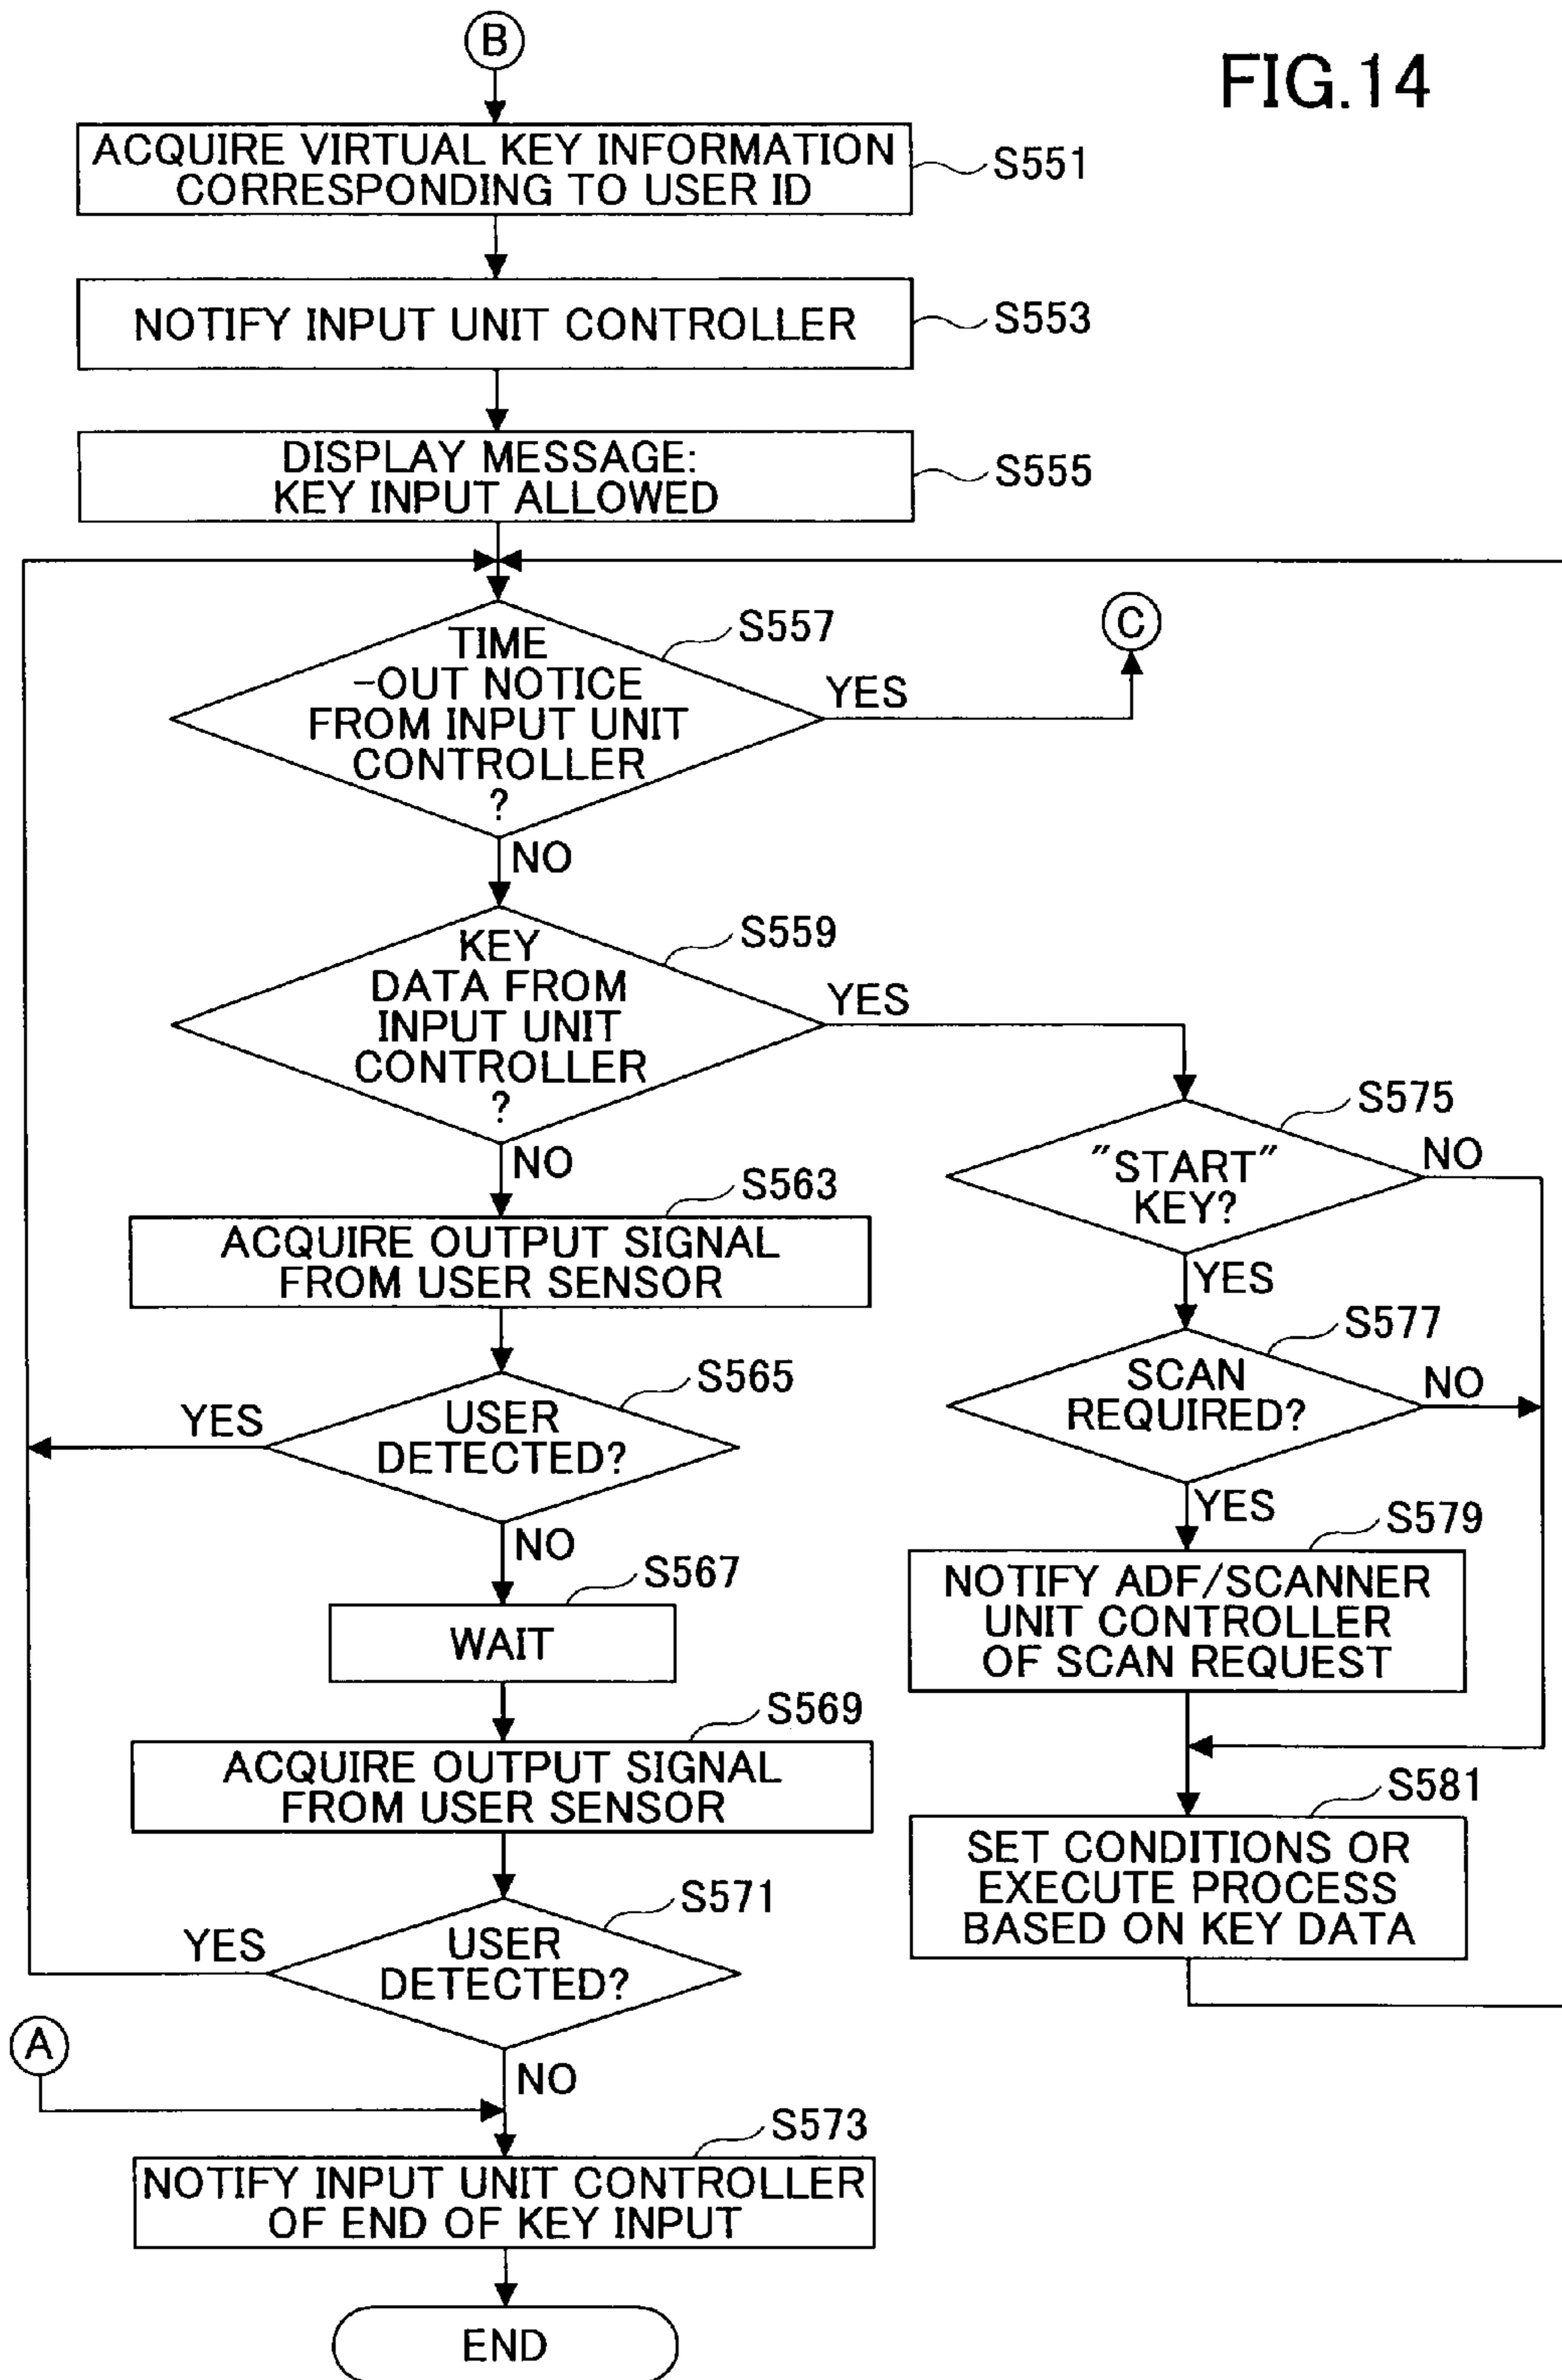 B
FIG.14
ACQUIRE VIRTUAL KEY INFORMATION
CORRESPONDING TO USER ID
S551
NOTIFY INPUT UNIT CONTROLLER
S553
DISPLAY MESSAGE:
KEY INPUT ALLOWED
S555
TIME
-OUT NOTICE
FROM INPUT UNIT
CONTROLLER
?
S557
YES
C
NO
KEY
DATA FROM
INPUT UNIT
CONTROLLER
?
S559
YES
NO
S575
"START"
KEY?
NO
YES
S563
ACQUIRE OUTPUT SIGNAL
FROM USER SENSOR
S577
SCAN
REQUIRED?
NO
YES
S565
USER
DETECTED?
YES
NO
S579
NOTIFY ADF/SCANNER
UNIT CONTROLLER
OF SCAN REQUEST
S567
WAIT
S569
ACQUIRE OUTPUT SIGNAL
FROM USER SENSOR
S581
SET CONDITIONS OR
EXECUTE PROCESS
BASED ON KEY DATA
S571
USER
DETECTED?
YES
A
NO
S573
NOTIFY INPUT UNIT CONTROLLER
OF END OF KEY INPUT
END